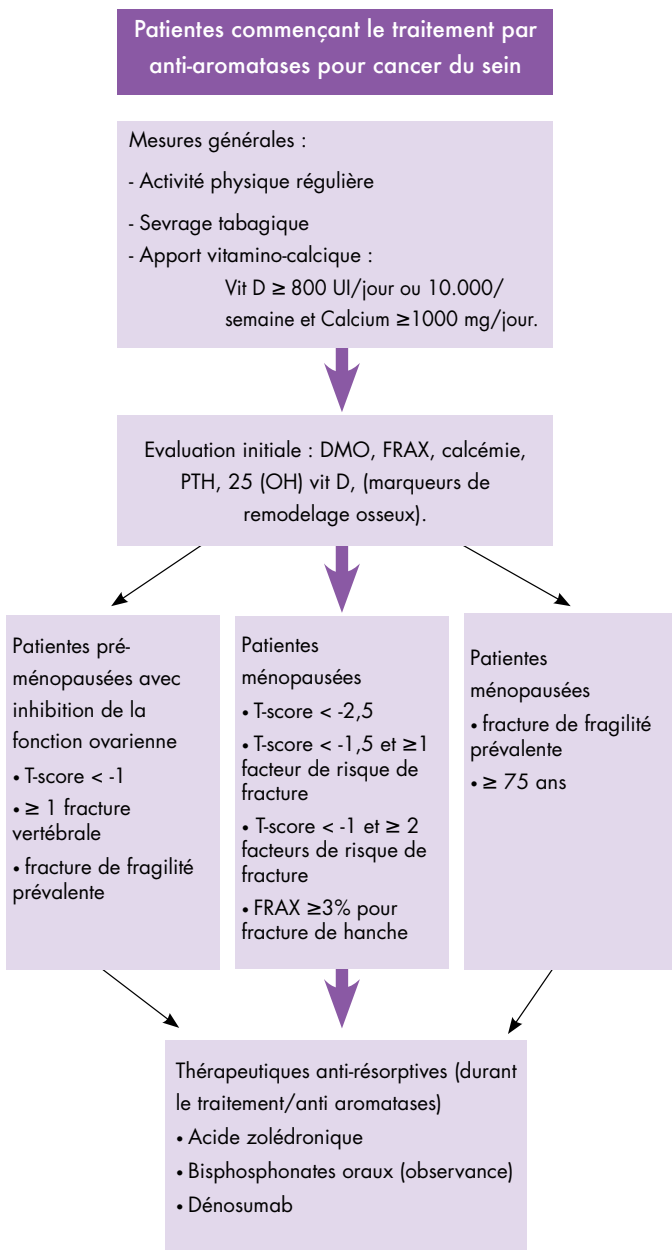 Patientes commençant le traitement par
anti-aromatases pour cancer du sein
Mesures générales :
- Activité physique régulière
- Sevrage tabagique
- Apport vitamino-calcique :
Vit D ≥ 800 UI/jour ou 10.000/
semaine et Calcium ≥1000 mg/jour.
Evaluation initiale : DMO, FRAX, calcémie,
PTH, 25 (OH) vit D, (marqueurs de
remodelage osseux).
Patientes pré-
ménopausées avec
inhibition de la
fonction ovarienne
• T-score < -1
• ≥ 1 fracture
vertébrale
• fracture de fragilité
prévalente
Patientes
ménopausées
• T-score < -2,5
• T-score < -1,5 et ≥1
facteur de risque de
fracture
• T-score < -1 et ≥ 2
facteurs de risque de
fracture
• FRAX ≥3% pour
fracture de hanche
Patientes
ménopausées
• fracture de fragilité
prévalente
• ≥ 75 ans
Thérapeutiques anti-résorptives (durant
le traitement/anti aromatases)
• Acide zolédronique
• Bisphosphonates oraux (observance)
• Dénosumab